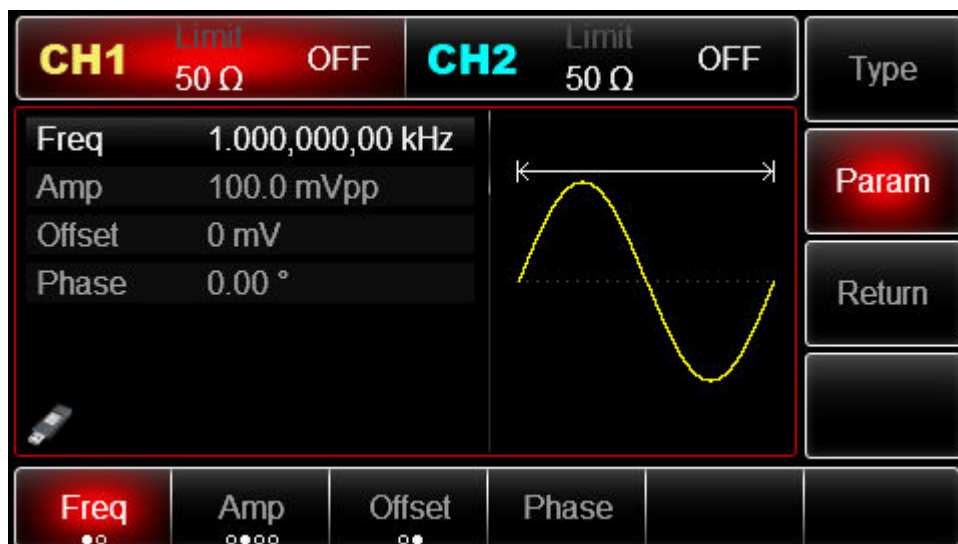 CH1 Limit 50 Ω OFF
CH2 Limit 50 Ω OFF
Type
Freq 1.000,000,00 kHz
Amp 100.0 mVpp
Offset 0 mV
Phase 0.00 °
Param
Return
Freq Amp Offset Phase